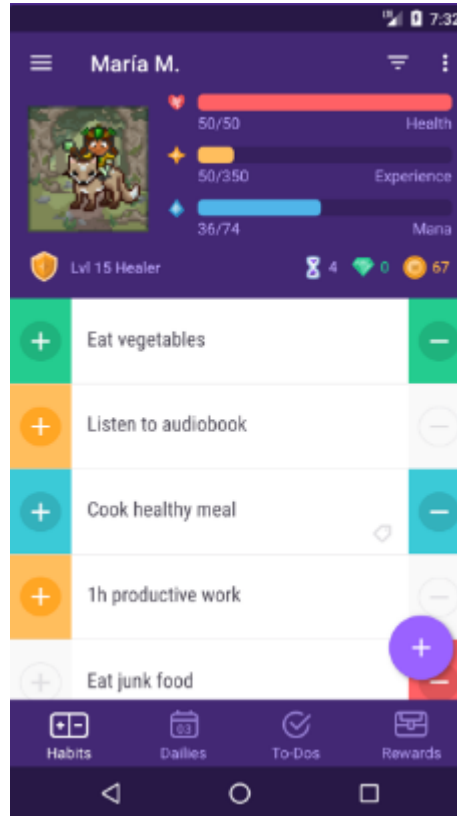 7:32
María M.
50/50 Health
50/350 Experience
36/74 Mana
Lvl 15 Healer 4 0 67
Eat vegetables
Listen to audiobook
Cook healthy meal
1h productive work
Eat junk food
03
Habits Dailies To-Dos Rewards